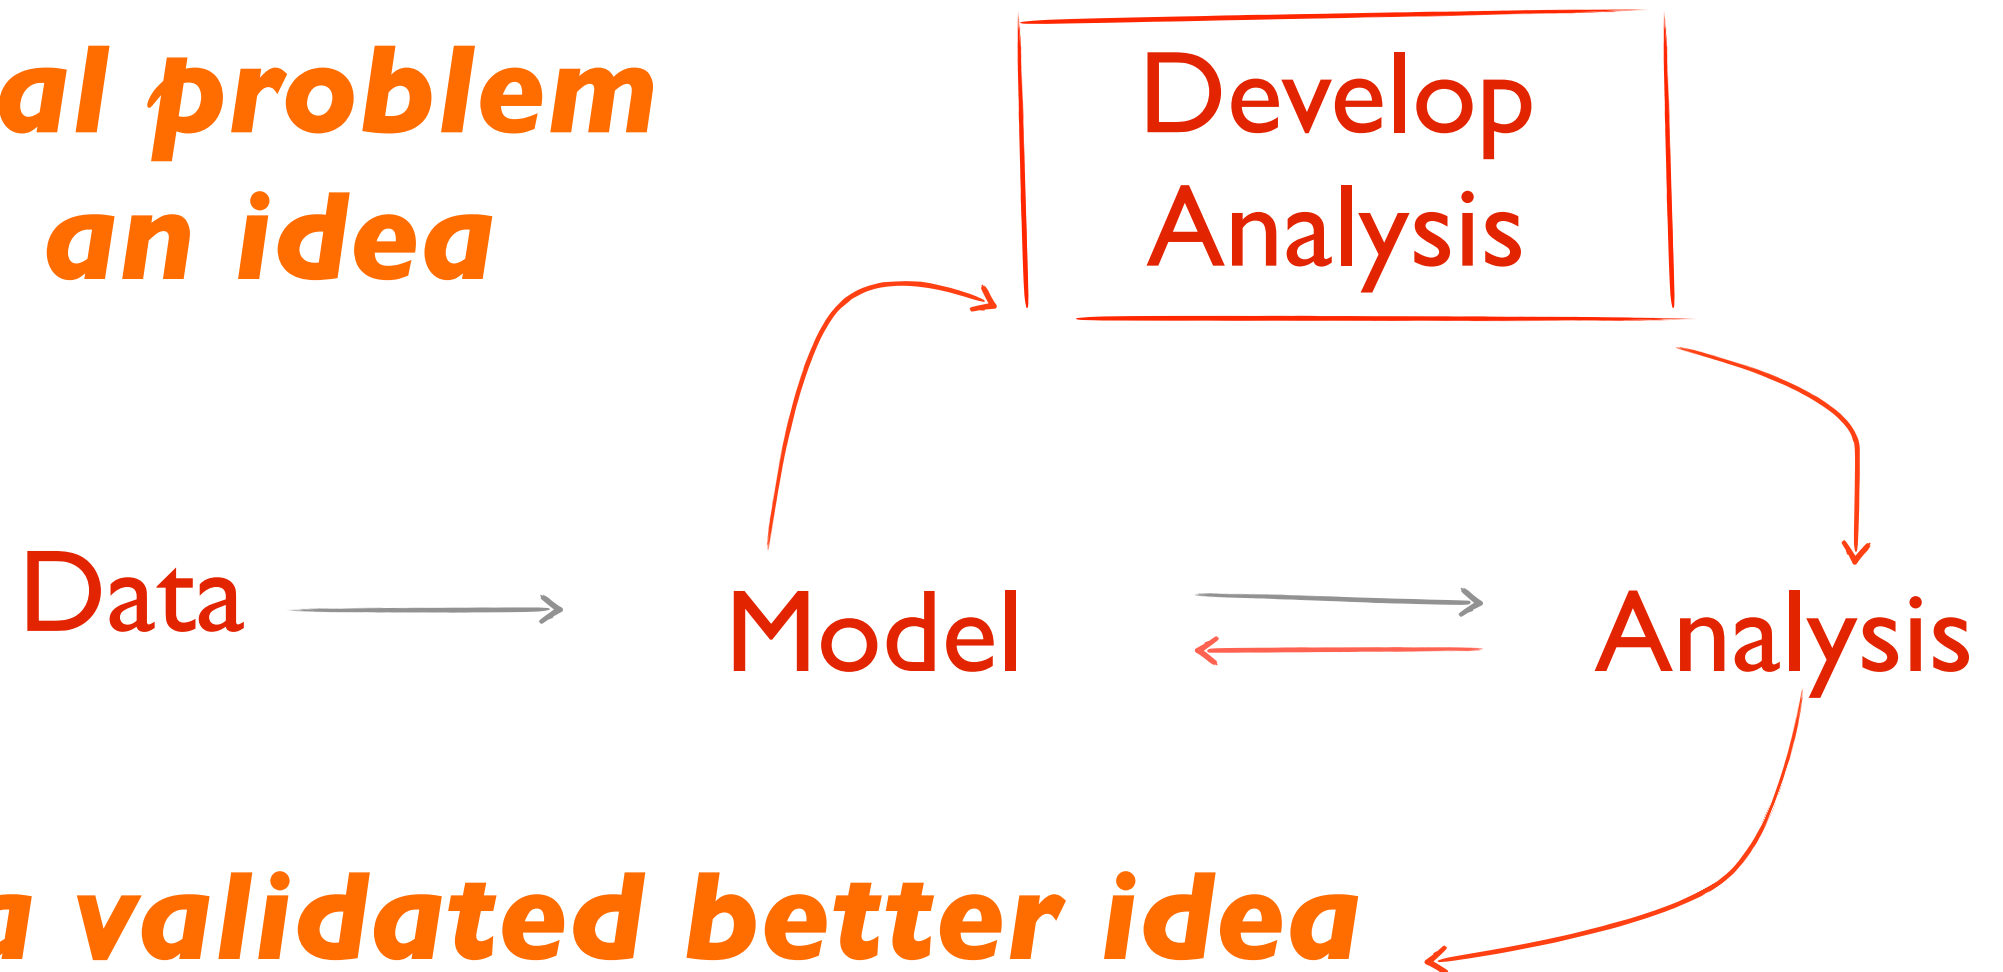 al problem
an idea
Develop
Analysis
Data
Model
Analysis
a validated better idea